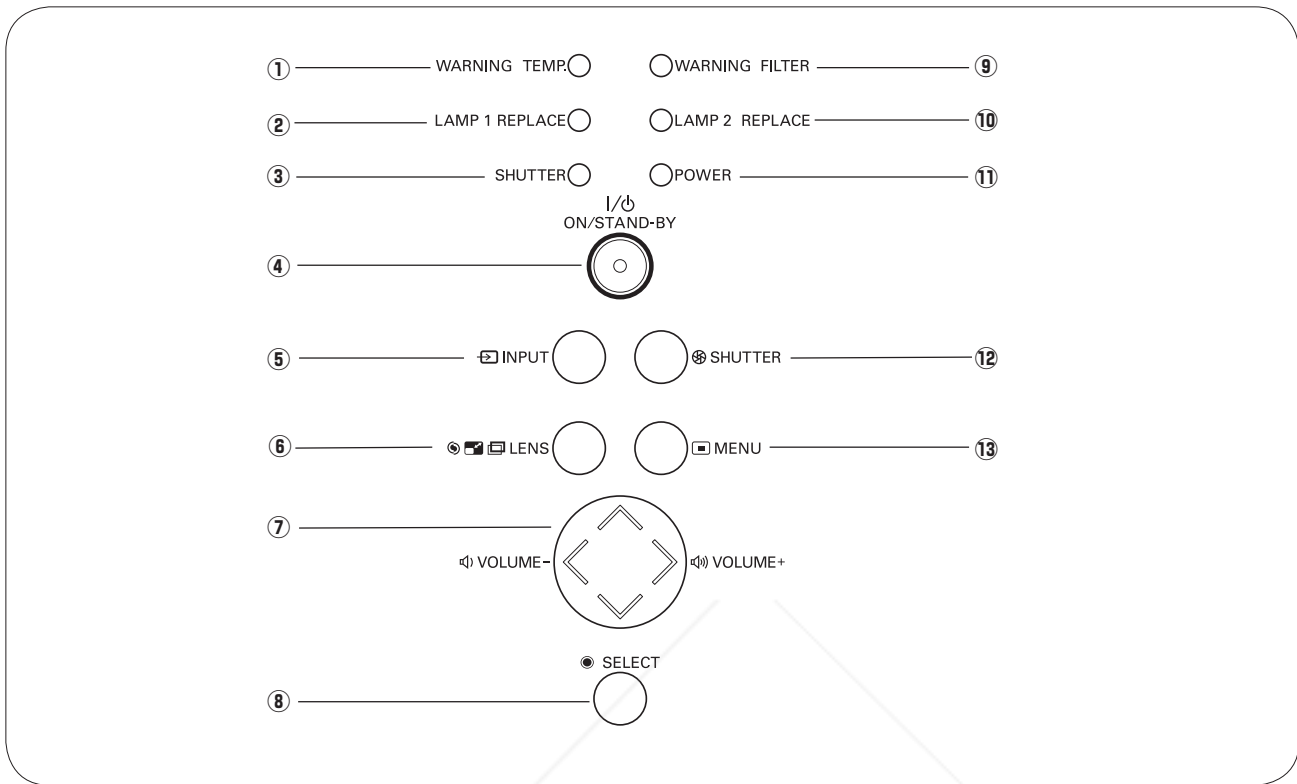 ① WARNING TEMP. WARNING FILTER ⑨
② LAMP 1 REPLACE LAMP 2 REPLACE ⑩
③ SHUTTER POWER ⑪
I/⏻
ON/STAND-BY
④
⑤ INPUT SHUTTER ⑫
⑥ LENS MENU ⑬
⑦
VOLUME- VOLUME+
SELECT
⑧